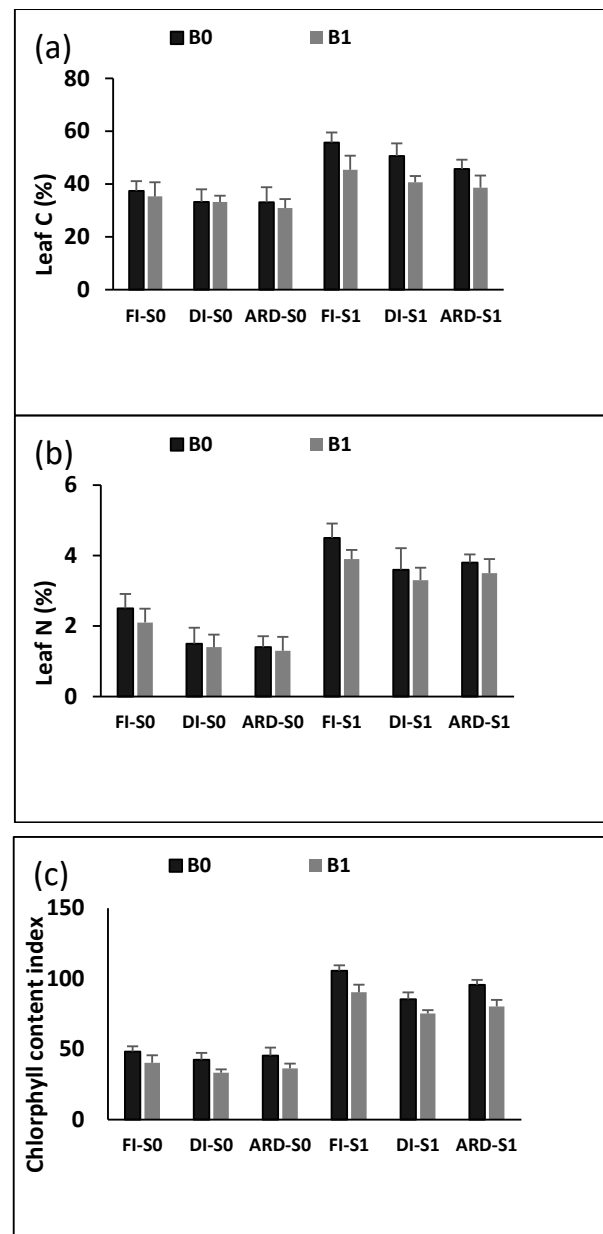 (a)
B0 B1
Leaf C (%)
80
60
40
20
0
FI-S0 DI-S0 ARD-S0 FI-S1 DI-S1 ARD-S1
(b)
B0 B1
Leaf N (%)
6
4
2
0
FI-S0 DI-S0 ARD-S0 FI-S1 DI-S1 ARD-S1
(c)
B0 B1
Chlorphyll content index
150
100
50
0
FI-S0 DI-S0 ARD-S0 FI-S1 DI-S1 ARD-S1